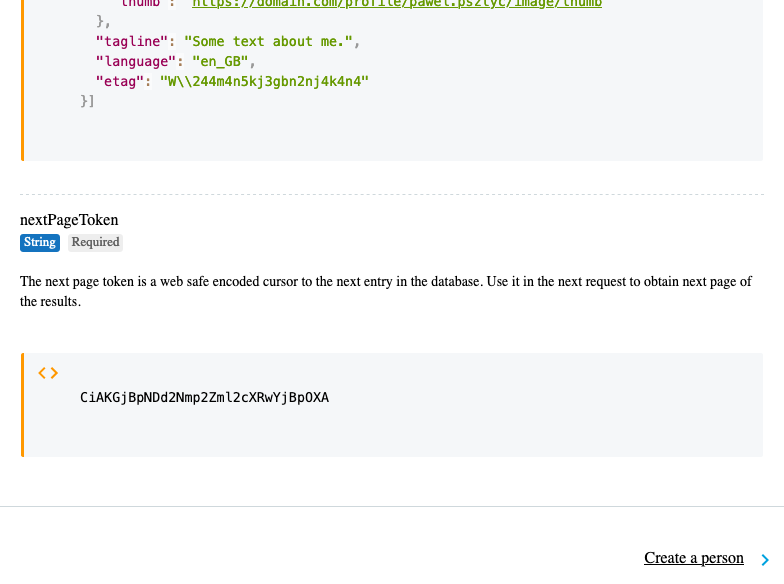 "thumb": "https://domain.com/profile/pawel.psztyc/image/thumb"
},
"tagline": "Some text about me.",
"language": "en_GB",
"etag": "W\\244m4n5kj3gbn2nj4k4n4"
}]
nextPageToken
String Required
The next page token is a web safe encoded cursor to the next entry in the database. Use it in the next request to obtain next page of
the results.
CiAKGjBpNDd2Nmp2Zml2cXRwYjBpOXA
Create a person